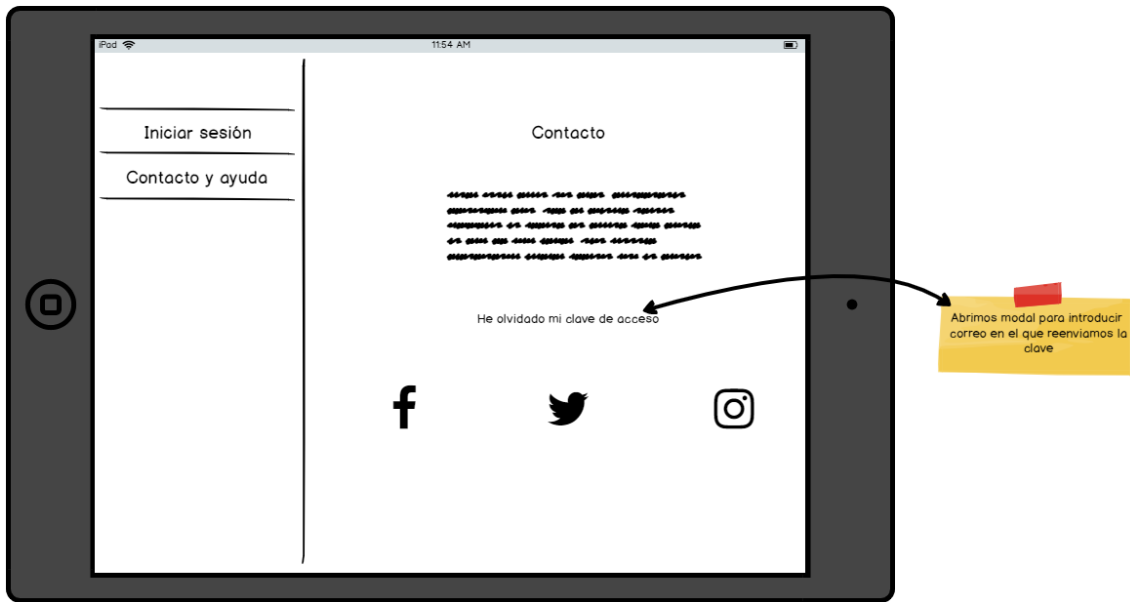 iPad
11:54 AM
Iniciar sesión
Contacto y ayuda
Contacto
He olvidado mi clave de acceso
Abrimos modal para introducir
correo en el que reenviamos la
clave